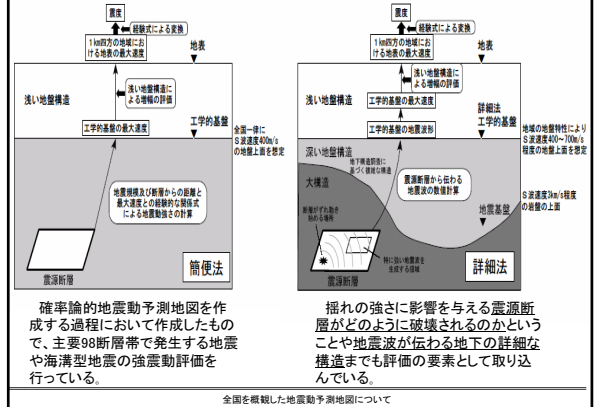 震度
経験式による変換
1km四方の地域にお
ける地表の最大速度
地表
浅い地盤構造
浅い地盤構造に
よる増幅の評価
工学的基盤の最大速度
工学的基盤
全国一律に
S波速度400m/s
の地盤上面を想定
地震規模及び断層からの距離と
最大速度との経験的な関係式
による地震動強さの計算
震源断層
簡便法
確率論的地震動予測地図を作
成する過程において作成したもの
で、主要98断層帯で発生する地震
や海溝型地震の強震動評価を
行っている。
震度
経験式による変換
1km四方の地域にお
ける地表の最大速度
地表
浅い地盤構造
浅い地盤構造に
よる増幅の評価
工学的基盤の最大速度
詳細法
工学的基盤
工学的基盤の地震波形
地域の地盤特性により
S波速度400~700m/s
程度の地盤上面を想定
深い地盤構造
地下構造調査に
基づく複雑な構造
大構造
震源断層から伝わる
地震波の数値計算
S波速度3km/s程度
の岩盤の上面
地震基盤
断層がずれ動き
始める場所
特に強い地震波を
生成する領域
震源断層
詳細法
揺れの強さに影響を与える震源断
層がどのように破壊されるのかという
ことや地震波が伝わる地下の詳細な
構造までも評価の要素として取り込
んでいる。
全国を概観した地震動予測地図について